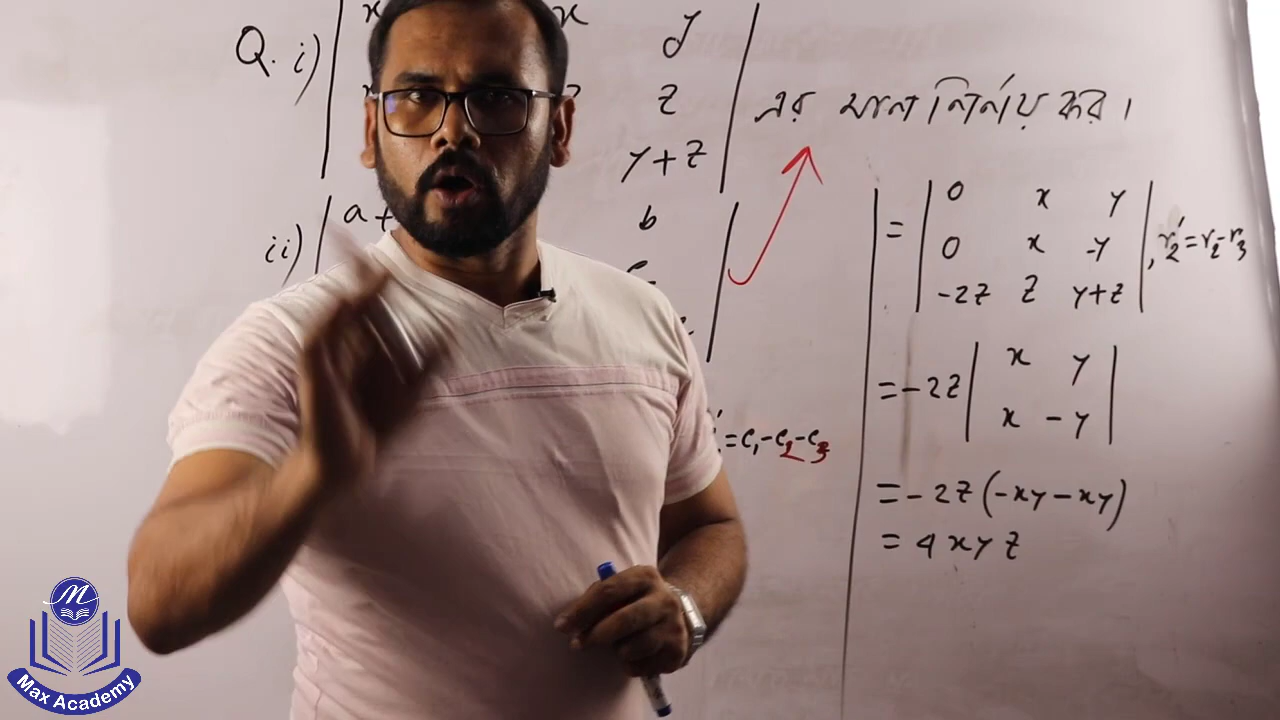 Q. i) | x x y |
z
y+z | এর মান নির্ণয় কর।
ii) | a+ b
|
= | 0 x y |
| 0 x -y | , r₂' = r₂-r₃
| -2z z y+z |
= -2z | x y |
| x -y |
' = c₁-c₂-c₃
= -2z(-xy-xy)
= 4xyz
M
Max Academy